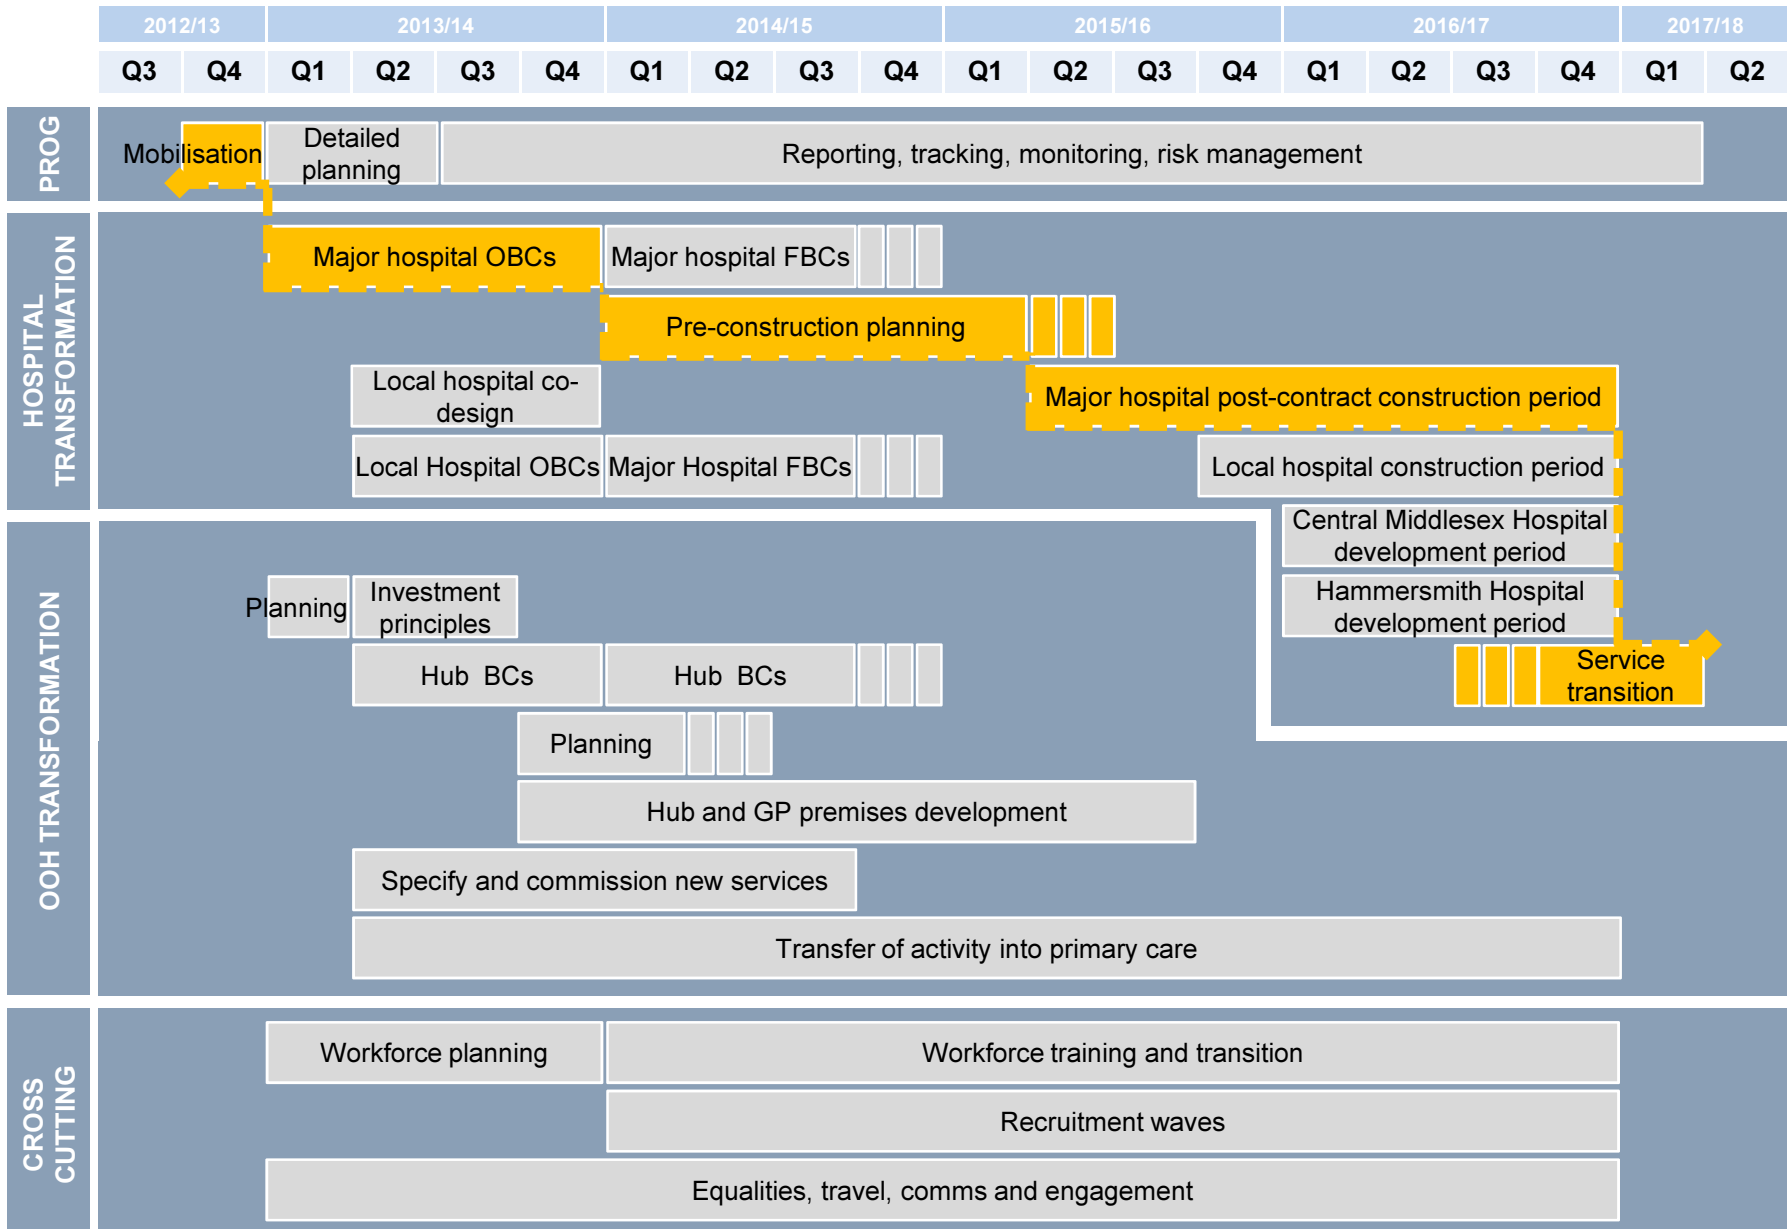 2012/13 2013/14 2014/15 2015/16 2016/17 2017/18
Q3 Q4 Q1 Q2 Q3 Q4 Q1 Q2 Q3 Q4 Q1 Q2 Q3 Q4 Q1 Q2 Q3 Q4 Q1 Q2
PROG
Mobilisation
Detailed
planning
Reporting, tracking, monitoring, risk management
HOSPITAL
TRANSFORMATION
Major hospital OBCs
Major hospital FBCs
Pre-construction planning
Local hospital co-
design
Major hospital post-contract construction period
Local Hospital OBCs
Major Hospital FBCs
Local hospital construction period
Central Middlesex Hospital
development period
Hammersmith Hospital
development period
Service
transition
OOH TRANSFORMATION
Planning
Investment
principles
Hub BCs
Hub BCs
Planning
Hub and GP premises development
Specify and commission new services
Transfer of activity into primary care
CROSS
CUTTING
Workforce planning
Workforce training and transition
Recruitment waves
Equalities, travel, comms and engagement